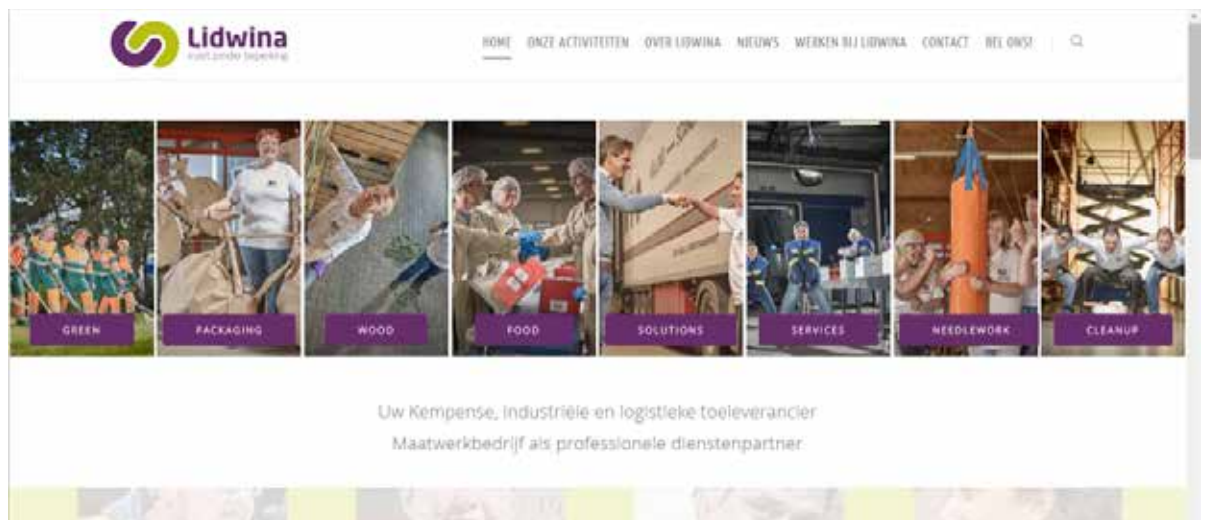 Lidwina
HOME ONZE ACTIVITEITEN OVER LIDWINA NIEUWS WERKEN BIJ LIDWINA CONTACT BEL ONS!
GREEN PACKAGING WOOD FOOD SOLUTIONS SERVICES NEEDLEWORK CLEANUP
Uw Kempense, industriële en logistieke toeleverancier
Maatwerkbedrijf als professionele dienstenpartner